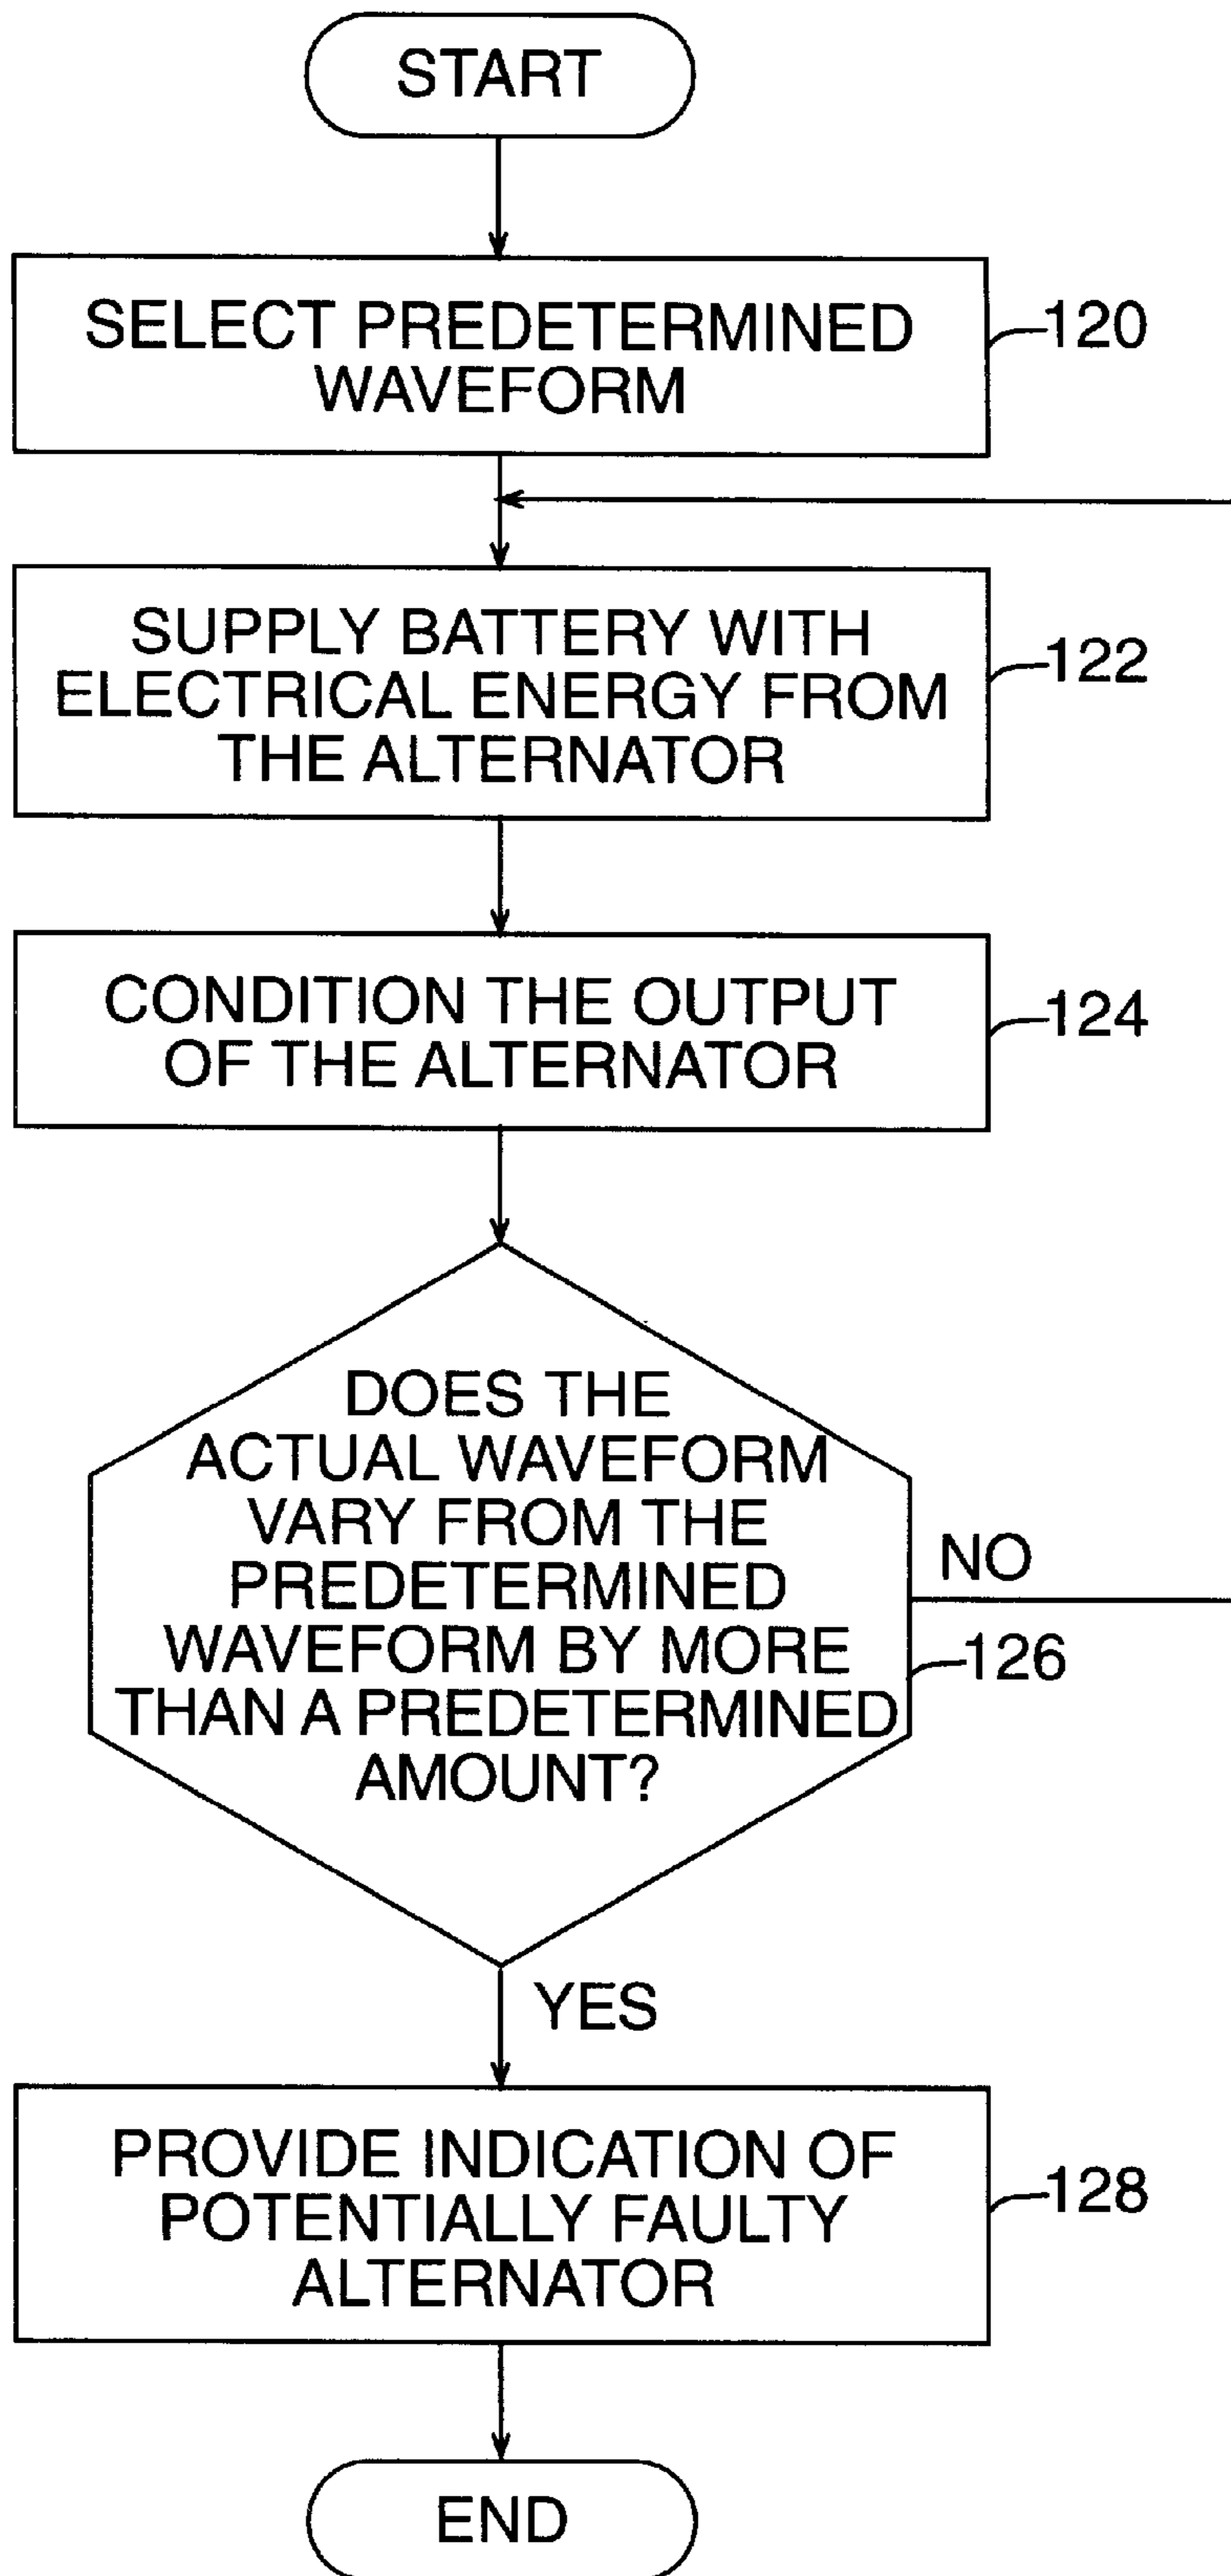 START
SELECT PREDETERMINED
WAVEFORM
120
SUPPLY BATTERY WITH
ELECTRICAL ENERGY FROM
THE ALTERNATOR
122
CONDITION THE OUTPUT
OF THE ALTERNATOR
124
DOES THE
ACTUAL WAVEFORM
VARY FROM THE
PREDETERMINED
WAVEFORM BY MORE
THAN A PREDETERMINED
AMOUNT?
NO
126
YES
PROVIDE INDICATION OF
POTENTIALLY FAULTY
ALTERNATOR
128
END